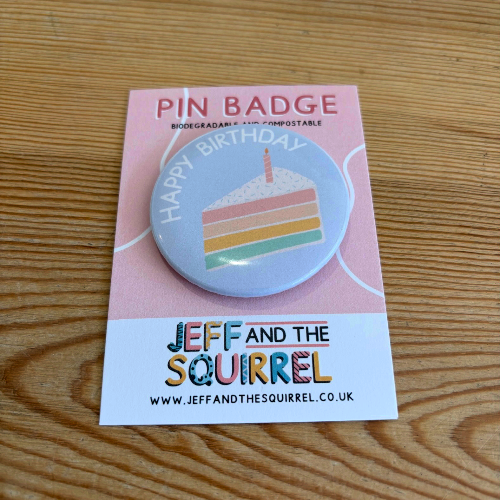 PIN BADGE
BIODEGRADABLE AND COMPOSTABLE
HAPPY BIRTHDAY
JEFF AND THE
SQUIRREL
WWW.JEFFANDTHESQUIRREL.CO.UK